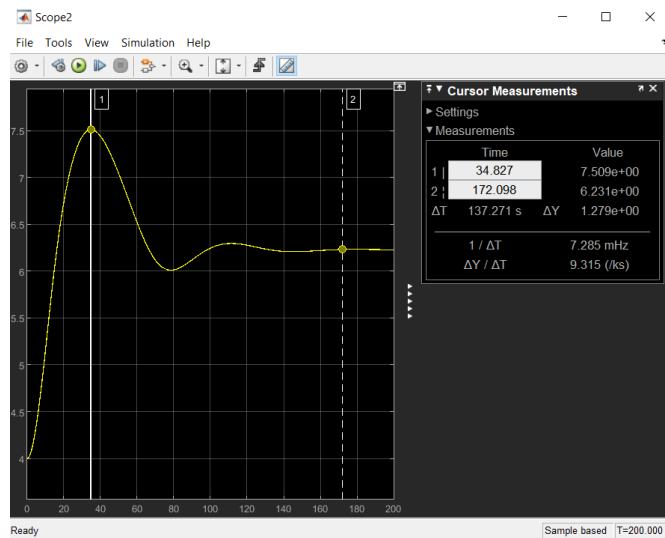 Scope2
File Tools View Simulation Help
1
2
7.5
7
6.5
6
5.5
5
4.5
4
0 20 40 60 80 100 120 140 160 180 200
Cursor Measurements
Settings
Measurements
Time Value
1 | 34.827 7.509e+00
2 ¦ 172.098 6.231e+00
ΔT 137.271 s ΔY 1.279e+00
1 / ΔT 7.285 mHz
ΔY / ΔT 9.315 (/ks)
Ready Sample based T=200.000